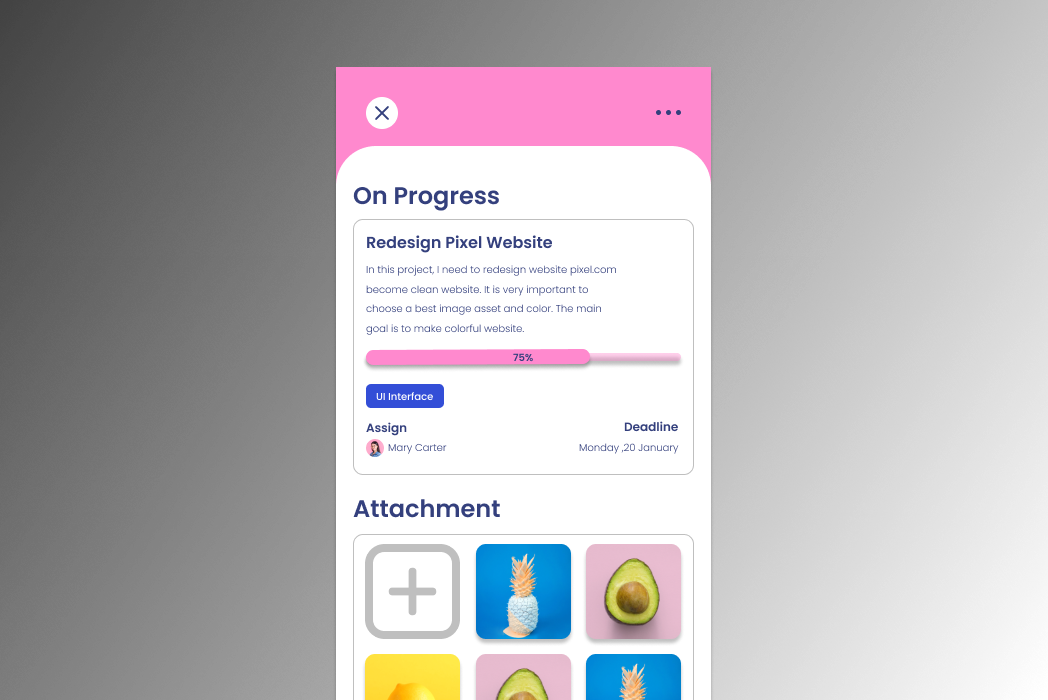 On Progress
Redesign Pixel Website
In this project, I need to redesign website pixel.com
become clean website. It is very important to
choose a best image asset and color. The main
goal is to make colorful website.
75%
UI Interface
Assign
Deadline
Mary Carter
Monday ,20 January
Attachment